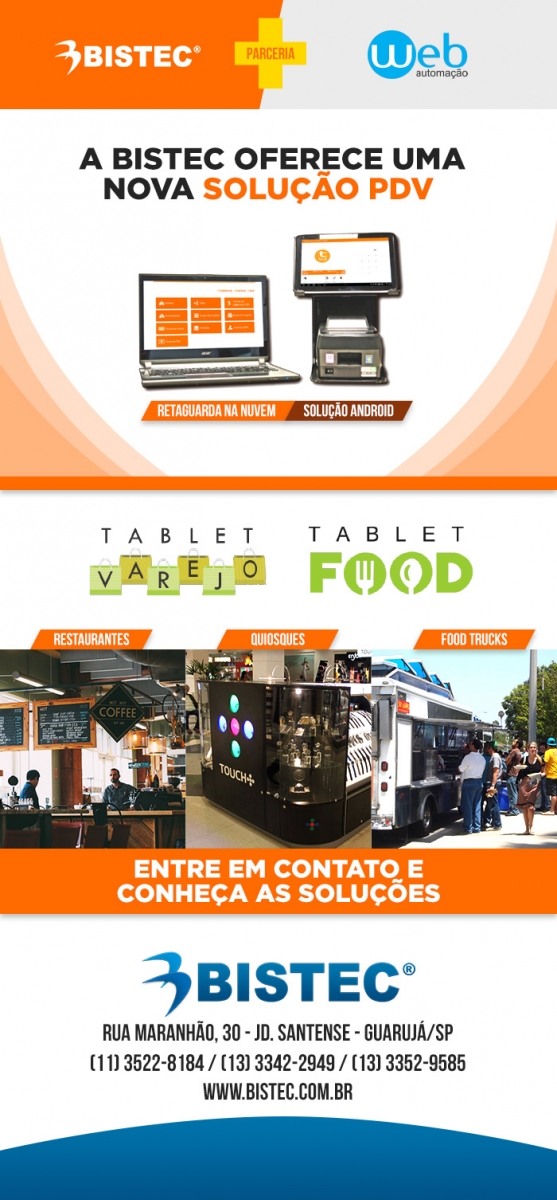 BISTEC®
PARCERIA
Web
automação
A BISTEC OFERECE UMA
NOVA SOLUÇÃO PDV
RETAGUARDA NA NUVEM
SOLUÇÃO ANDROID
TABLET
VAREJO
TABLET
FOOD
RESTAURANTES
QUIOSQUES
FOOD TRUCKS
COFFEE
TOUCH
ENTRE EM CONTATO E
CONHEÇA AS SOLUÇÕES
BISTEC®
RUA MARANHÃO, 30 - JD. SANTENSE - GUARUJÁ/SP
(11) 3522-8184 / (13) 3342-2949 / (13) 3352-9585
WWW.BISTEC.COM.BR